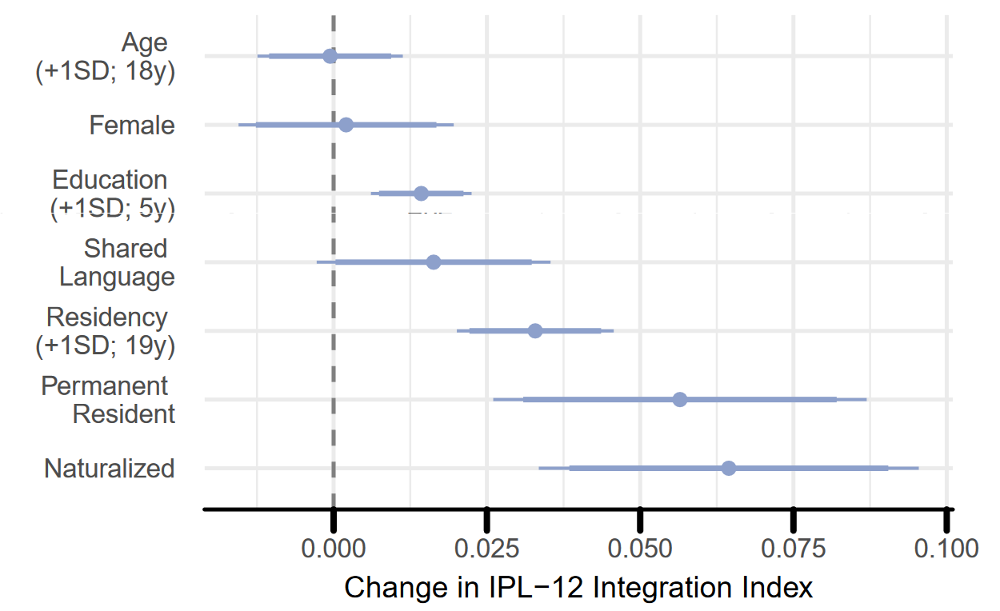 Age
(+1SD; 18y)
Female
Education
(+1SD; 5y)
Shared
Language
Residency
(+1SD; 19y)
Permanent
Resident
Naturalized
0.000 0.025 0.050 0.075 0.100
Change in IPL−12 Integration Index